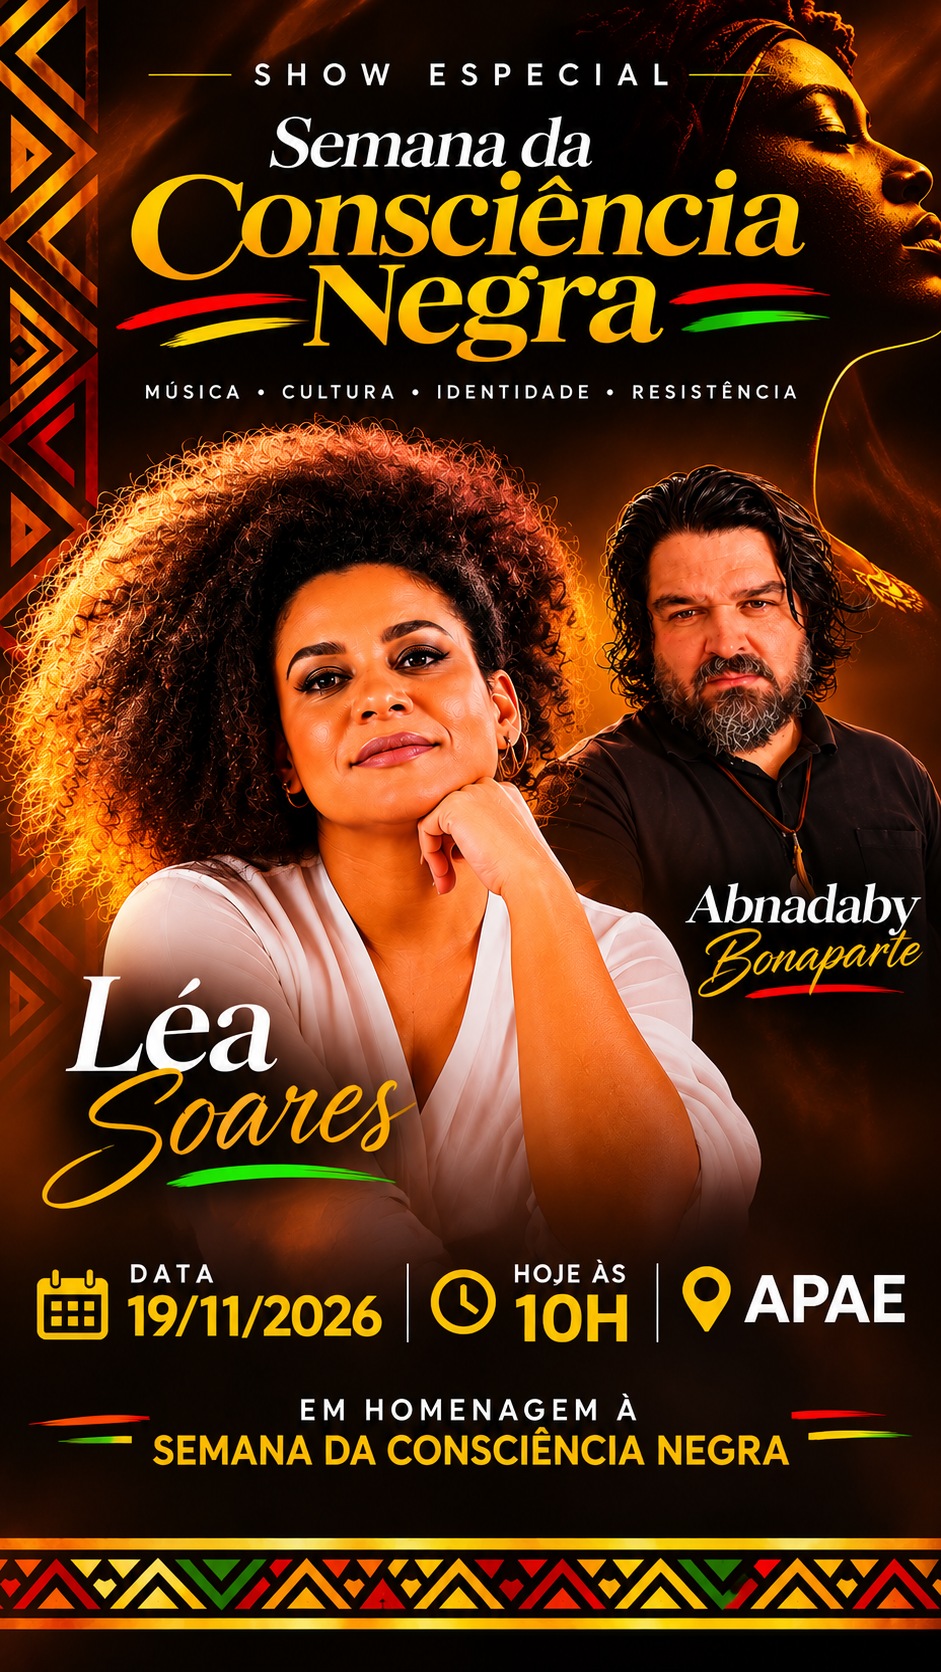 SHOW ESPECIAL
Semana da
Consciência
Negra
MÚSICA • CULTURA • IDENTIDADE • RESISTÊNCIA
Abnadaby
Bonaparte
Léa
Soares
DATA
19/11/2026
HOJE ÀS
10H
APAE
EM HOMENAGEM À
SEMANA DA CONSCIÊNCIA NEGRA